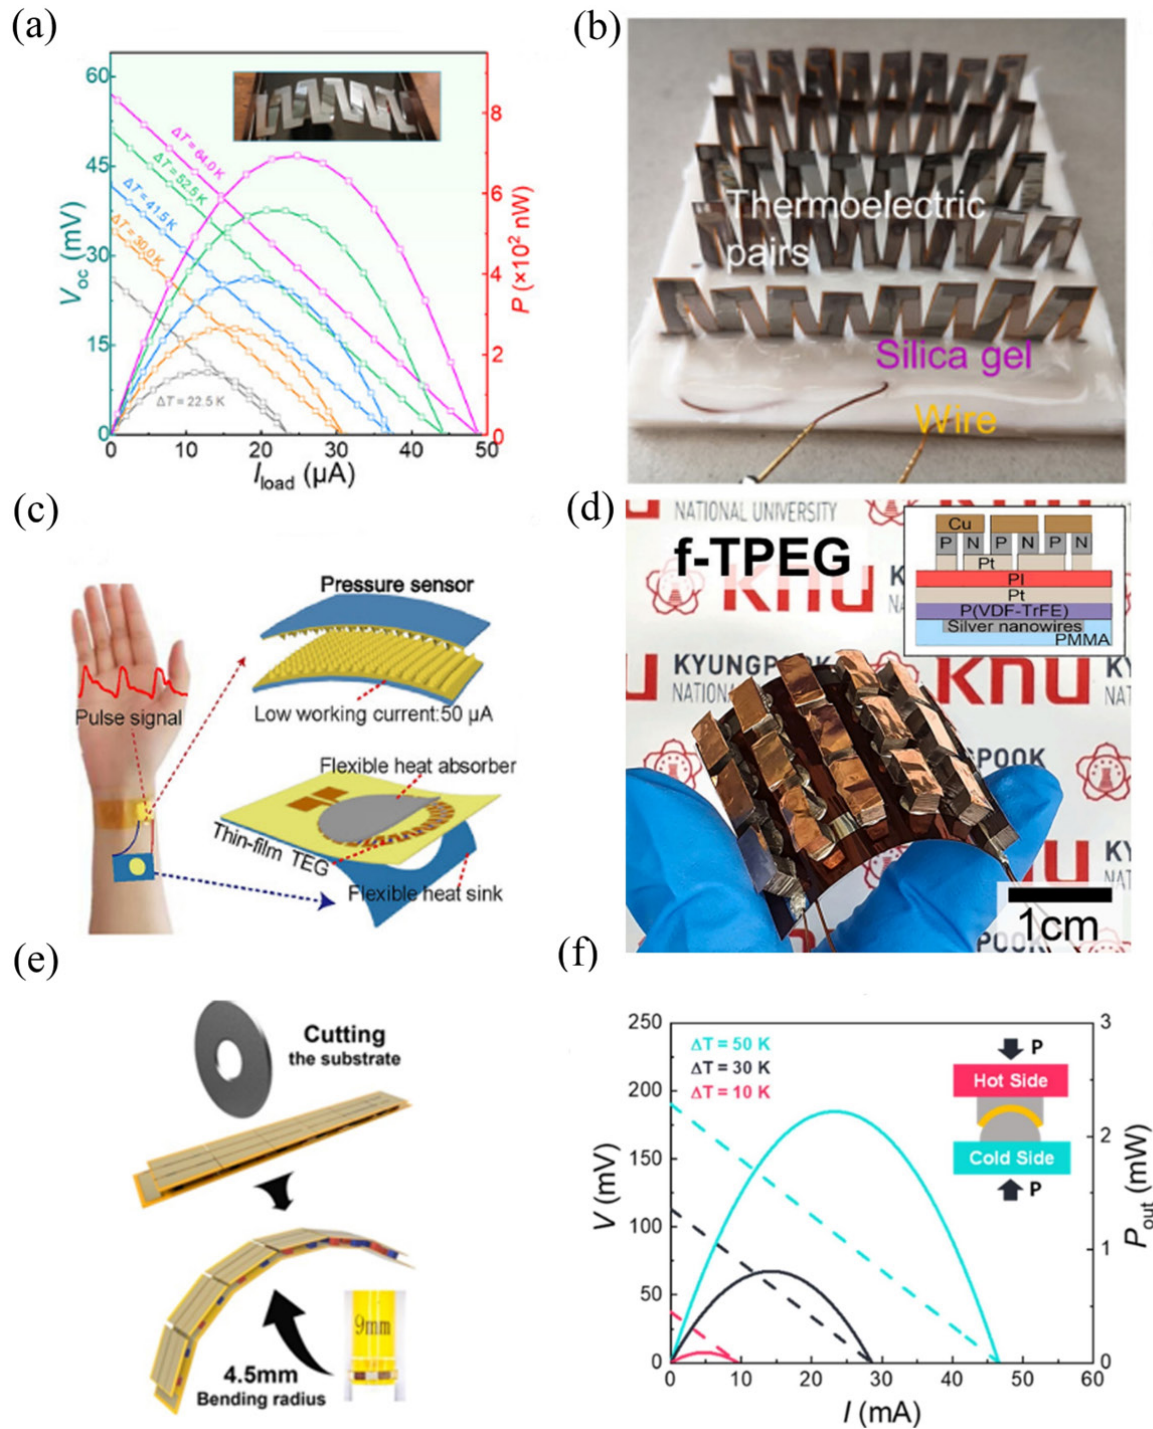 (a)
60
45
30
15
0
V_oc (mV)
8
6
4
2
0
P (×10² nW)
ΔT = 64.0 K
ΔT = 52.5 K
ΔT = 41.5 K
ΔT = 30.0 K
ΔT = 22.5 K
0 10 20 30 40 50
I_load (μA)
(b)
Thermoelectric
pairs
Silica gel
Wire
(c)
Pulse signal
Pressure sensor
Low working current:50 μA
Flexible heat absorber
Thin-film TEG
Flexible heat sink
(d)
NATIONAL UNIVERSITY
f-TPEG
knu
KYUNGPOOK
NATIONAL
knu
Cu
P N P N P N
Pt
PI
Pt
P(VDF-TrFE)
Silver nanowires
PMMA
1cm
(e)
Cutting
the substrate
9mm
4.5mm
Bending radius
(f)
250
200
150
100
50
0
V (mV)
ΔT = 50 K
ΔT = 30 K
ΔT = 10 K
P
Hot Side
Cold Side
P
3
2
1
0
P_out (mW)
0 10 20 30 40 50 60
I (mA)